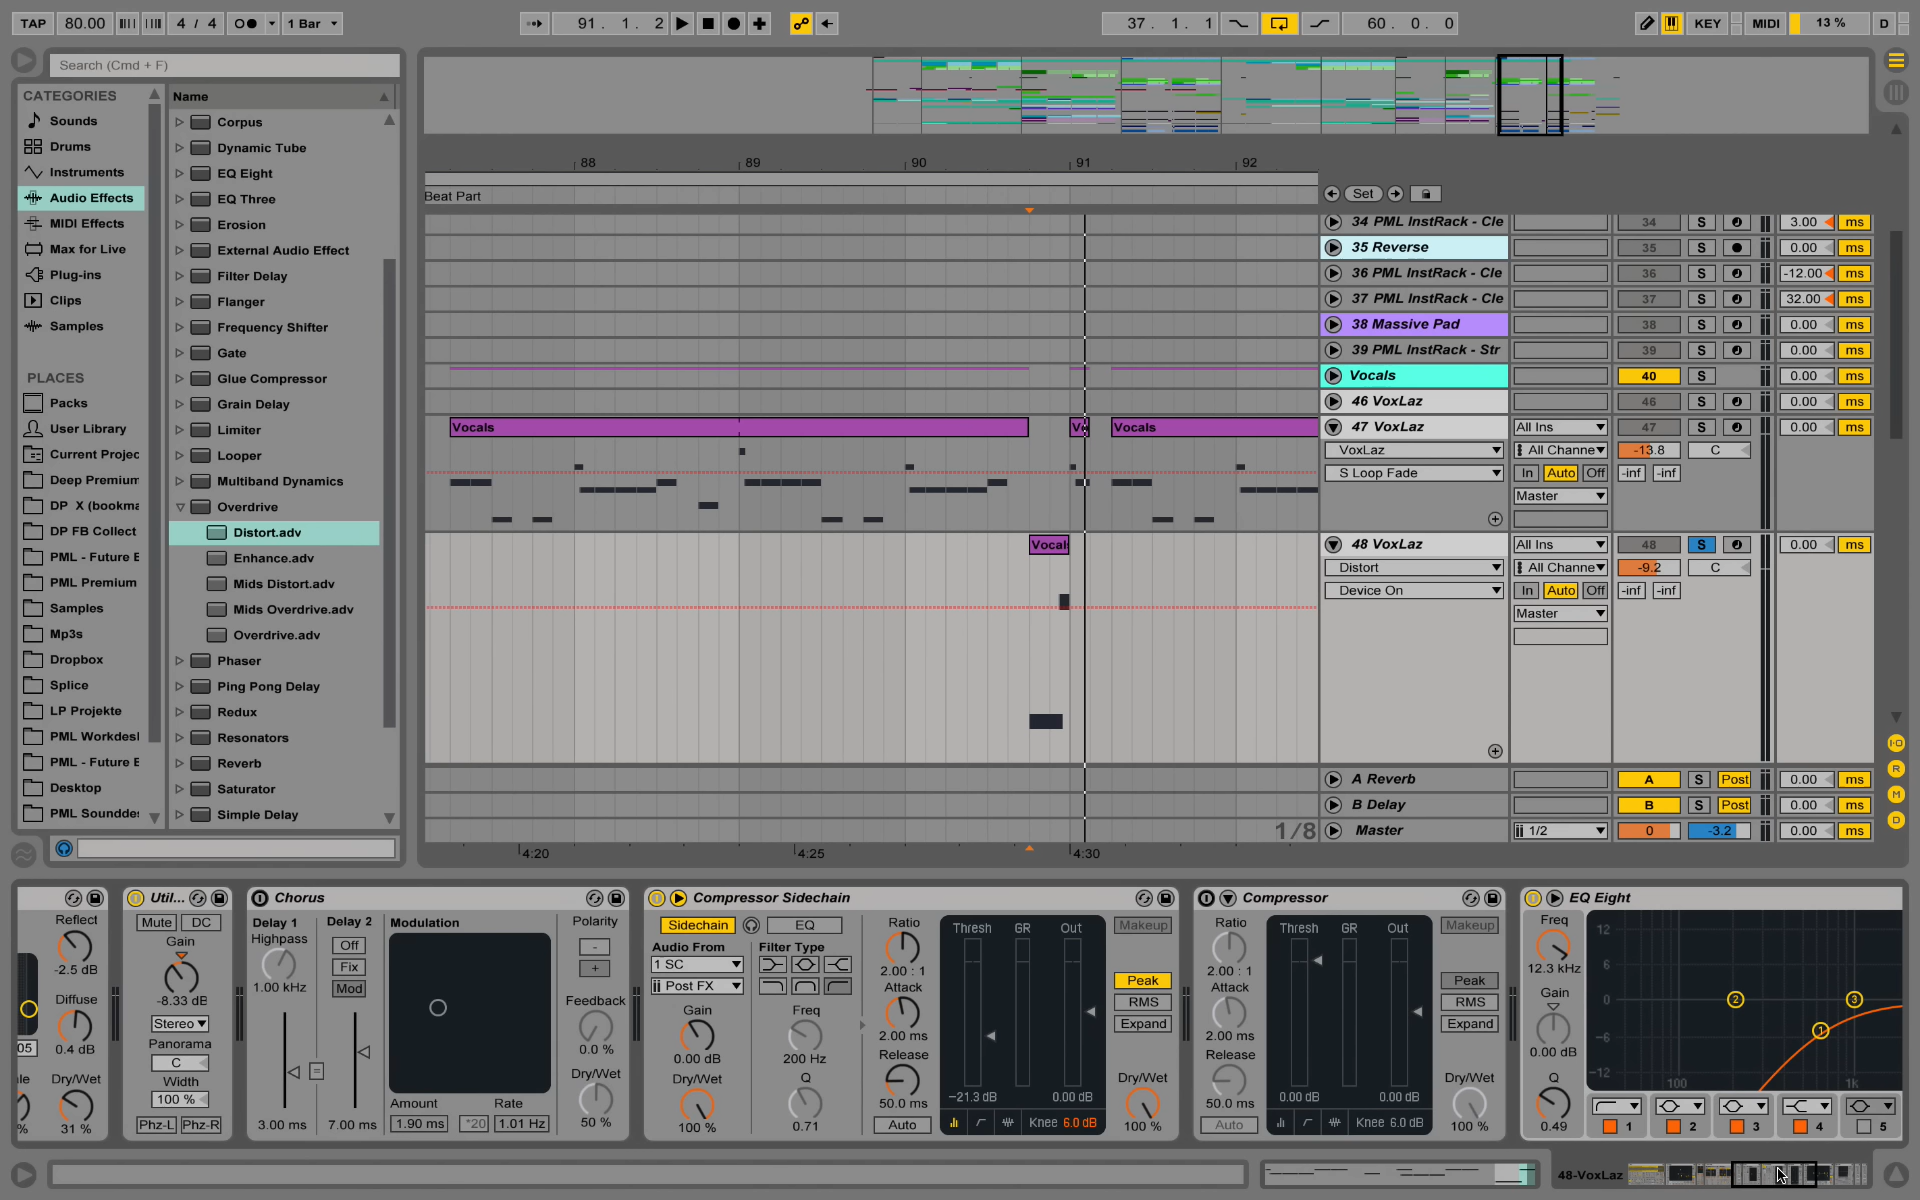 TAP 80.00 4 / 4 1 Bar 91. 1. 2 37. 1. 1 60. 0. 0 KEY MIDI 13 % D
Search (Cmd + F)
CATEGORIES
Sounds
Drums
Instruments
Audio Effects
MIDI Effects
Max for Live
Plug-ins
Clips
Samples
PLACES
Packs
User Library
Current Projec
Deep Premium
DP X (bookma
DP FB Collect
PML - Future E
PML Premium
Samples
Mp3s
Dropbox
Splice
LP Projekte
PML Workdesl
PML - Future E
Desktop
PML Sounddes
Name
Corpus
Dynamic Tube
EQ Eight
EQ Three
Erosion
External Audio Effect
Filter Delay
Flanger
Frequency Shifter
Gate
Glue Compressor
Grain Delay
Limiter
Looper
Multiband Dynamics
Overdrive
Distort.adv
Enhance.adv
Mids Distort.adv
Mids Overdrive.adv
Overdrive.adv
Phaser
Ping Pong Delay
Redux
Resonators
Reverb
Saturator
Simple Delay
88 89 90 91 92
Beat Part Set
34 PML InstRack - Cle 34 S 3.00 ms
35 Reverse 35 S 0.00 ms
36 PML InstRack - Cle 36 S -12.00 ms
37 PML InstRack - Cle 37 S 32.00 ms
38 Massive Pad 38 S 0.00 ms
39 PML InstRack - Str 39 S 0.00 ms
Vocals 40 S 0.00 ms
46 VoxLaz 46 S 0.00 ms
Vocals Vocals 47 VoxLaz All Ins 47 S 0.00 ms
VoxLaz All Channe -13.8 C
S Loop Fade In Auto Off -inf -inf
Master
Vocal 48 VoxLaz All Ins 48 S 0.00 ms
Distort All Channe -9.2 C
Device On In Auto Off -inf -inf
Master
A Reverb A S Post 0.00 ms
B Delay B S Post 0.00 ms
1/8 Master 1/2 0 -3.2 0.00 ms
4:20 4:25 4:30
Reflect
-2.5 dB
Diffuse
0.4 dB
05
Dry/Wet
% 31 %
Util...
Mute DC
Gain
-8.33 dB
Stereo
Panorama
C
Width
100 %
Phz-L Phz-R
Chorus
Delay 1 Delay 2 Modulation Polarity
Highpass Off -
1.00 kHz Fix +
Mod
Feedback
0.0 %
Dry/Wet
50 %
Amount Rate
3.00 ms 7.00 ms 1.90 ms *20 1.01 Hz
Compressor Sidechain
Sidechain EQ
Audio From Filter Type
1 SC
Post FX
Gain Freq
0.00 dB 200 Hz
Dry/Wet Q
100 % 0.71
Ratio
2.00 : 1
Attack
2.00 ms
Release
50.0 ms
Auto
Thresh GR Out
-21.3 dB 0.00 dB
Knee 6.0 dB
Makeup
Peak
RMS
Expand
Dry/Wet
100 %
Compressor
Ratio
2.00 : 1
Attack
2.00 ms
Release
50.0 ms
Auto
Thresh GR Out
0.00 dB 0.00 dB
Knee 6.0 dB
Makeup
Peak
RMS
Expand
Dry/Wet
100 %
EQ Eight
Freq
12.3 kHz
Gain
0.00 dB
Q
0.49
12
6
0
-6
-12
2 3
1
100 1K
1 2 3 4 5
48-VoxLaz